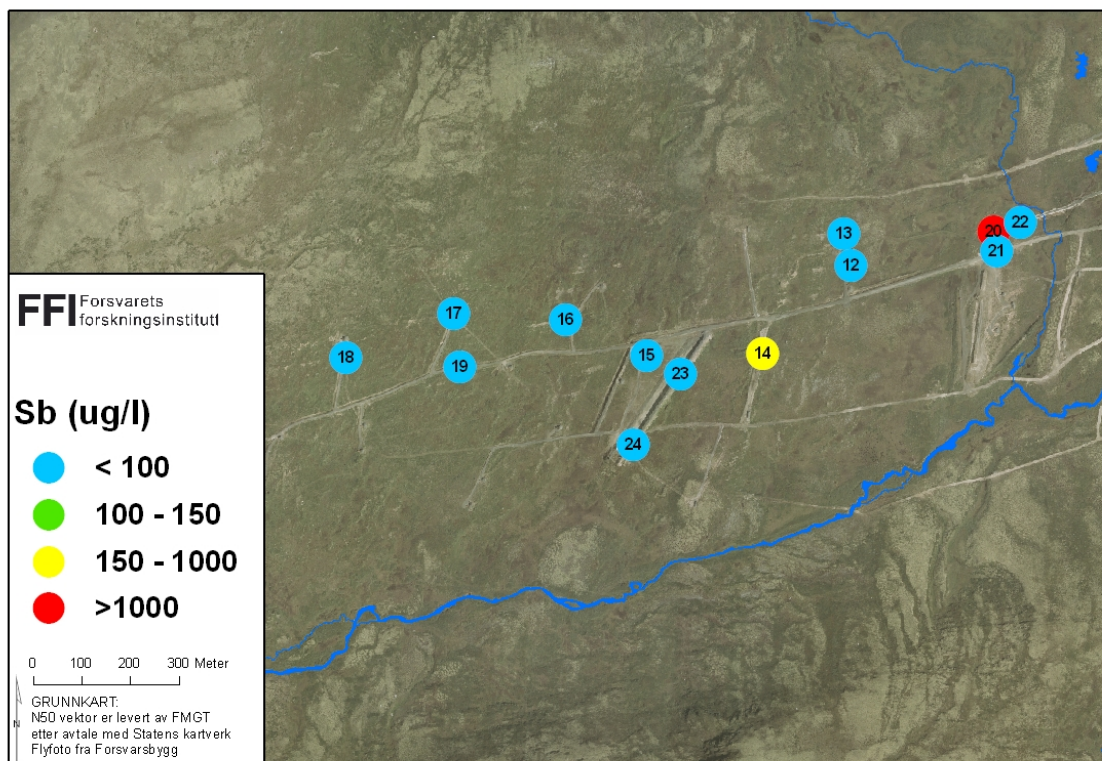 22
20
13
21
12
17
16
14
15
18
19
23
24
FFI Forsvarets
forskningsinstitutt
Sb (ug/l)
< 100
100 - 150
150 - 1000
>1000
0 100 200 300 Meter
N
GRUNNKART:
N50 vektor er levert av FMGT
etter avtale med Statens kartverk
Flyfoto fra Forsvarsbygg